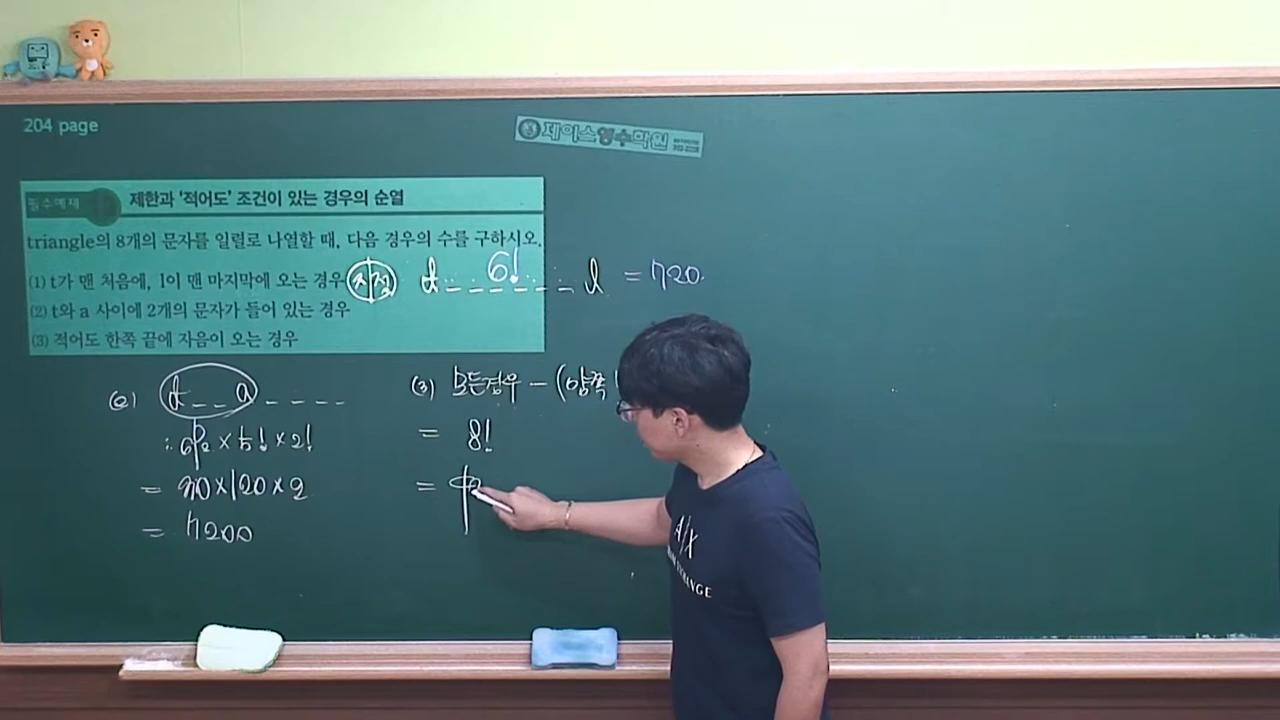 204 page
제이스영수학원
필수예제
제한과 '적어도' 조건이 있는 경우의 순열
triangle의 8개의 문자를 일렬로 나열할 때, 다음 경우의 수를 구하시오.
(1) t가 맨 처음에, l이 맨 마지막에 오는 경우 지정 t _ _ 6! _ _ l = 720
(2) t와 a 사이에 2개의 문자가 들어 있는 경우
(3) 적어도 한쪽 끝에 자음이 오는 경우
(2) t _ _ a _ _ _ _
: 6P2 × 5! × 2!
= 30×120×2
= 7200
(3) 모든경우 - (양쪽
= 8!
=
A/X